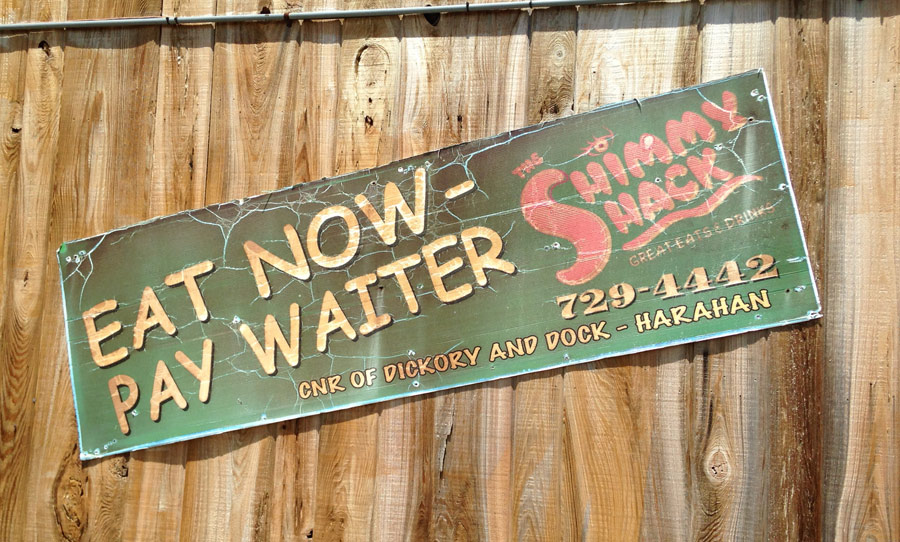 EAT NOW-
PAY WAITER
THE
SHIMMY
SHACK
GREAT EATS & DRINKS
729-4442
CNR OF DICKORY AND DOCK - HARAHAN